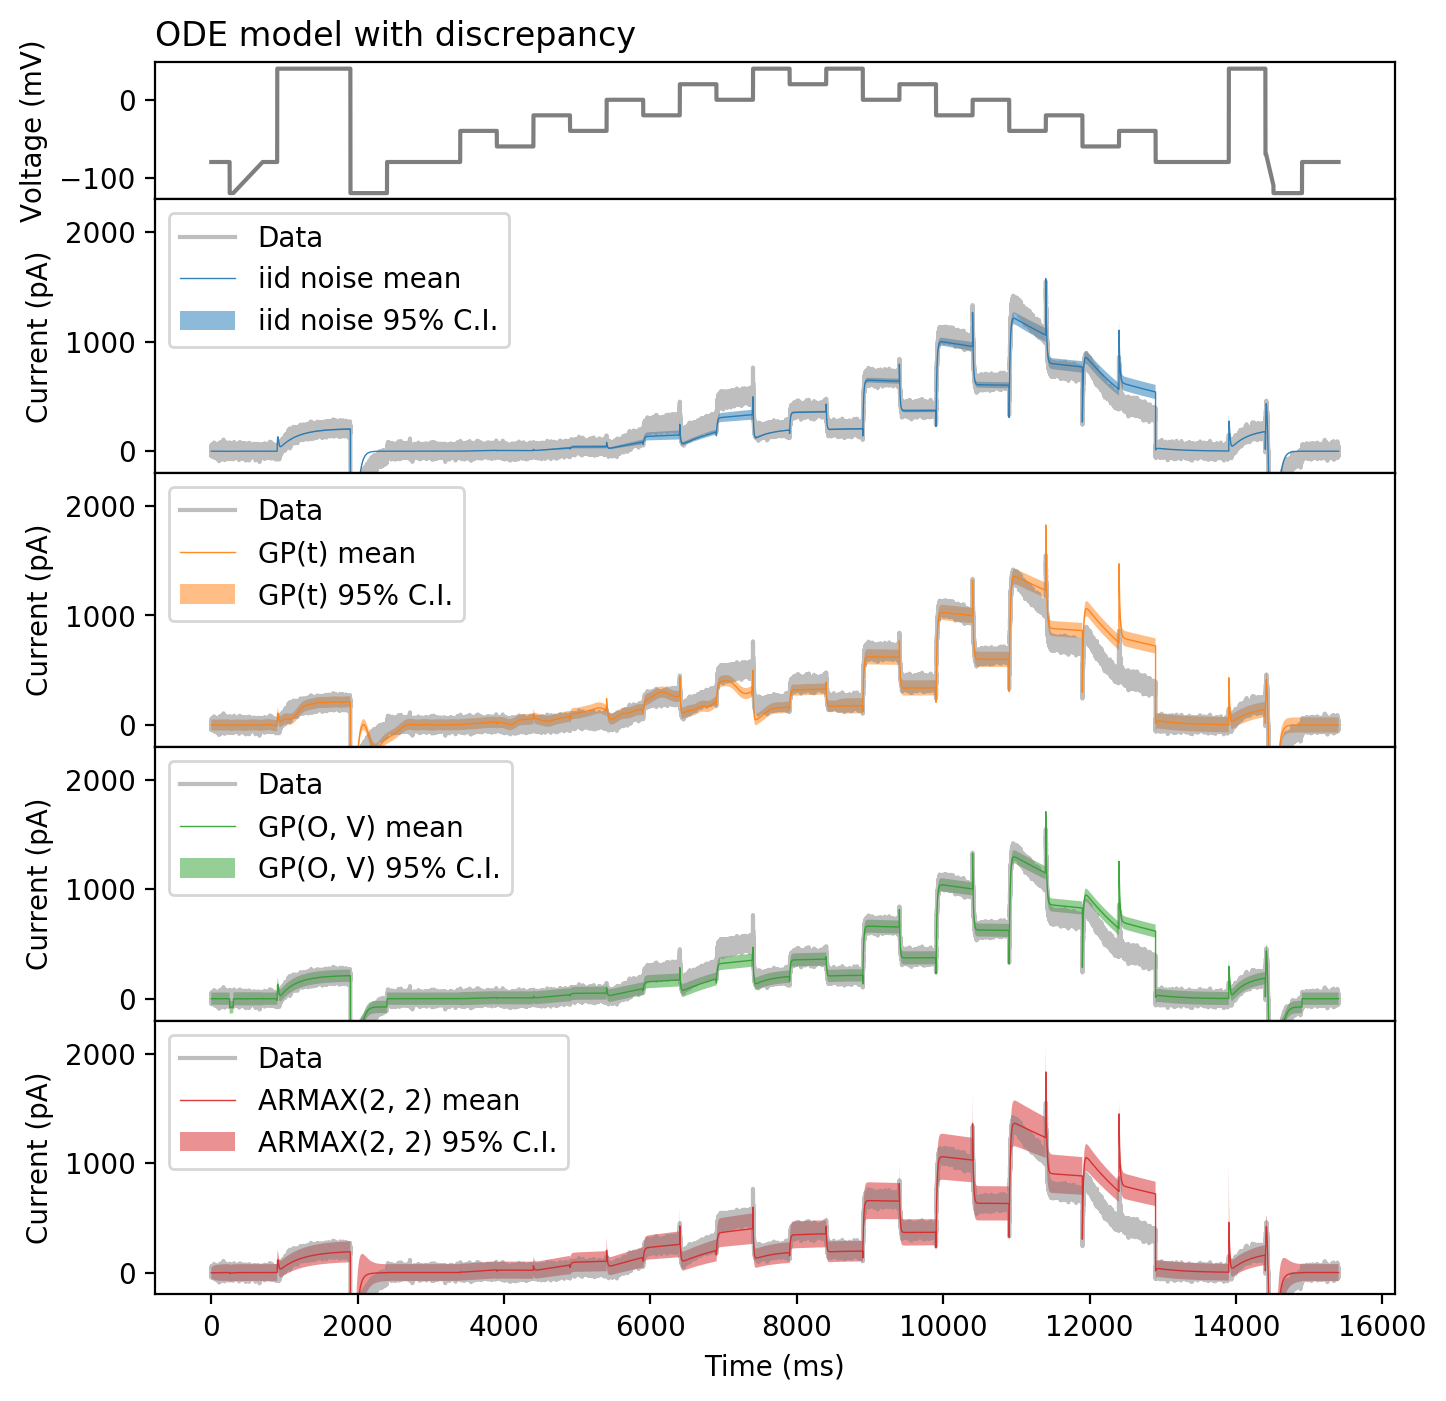 ODE model with discrepancy
Voltage (mV)
0
−100
Current (pA)
2000
1000
0
Data
iid noise mean
iid noise 95% C.I.
Current (pA)
2000
1000
0
Data
GP(t) mean
GP(t) 95% C.I.
Current (pA)
2000
1000
0
Data
GP(O, V) mean
GP(O, V) 95% C.I.
Current (pA)
2000
1000
0
Data
ARMAX(2, 2) mean
ARMAX(2, 2) 95% C.I.
0 2000 4000 6000 8000 10000 12000 14000 16000
Time (ms)